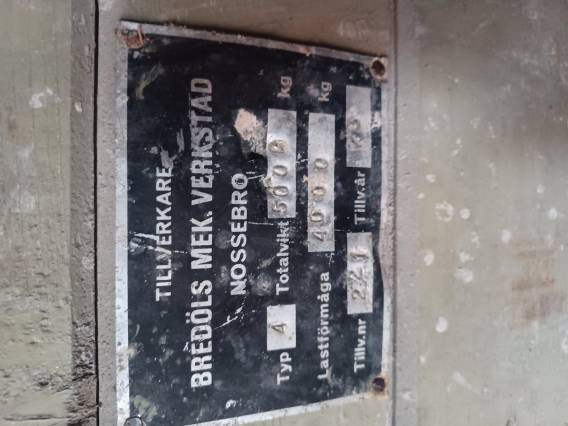 TILLVERKARE
BREDÖLS MEK. VERKSTAD
NOSSEBRO
Typ 4 Totalvikt 5000 kg
Lastförmåga 4000 kg
Tillv.nr 221 Tillv.år